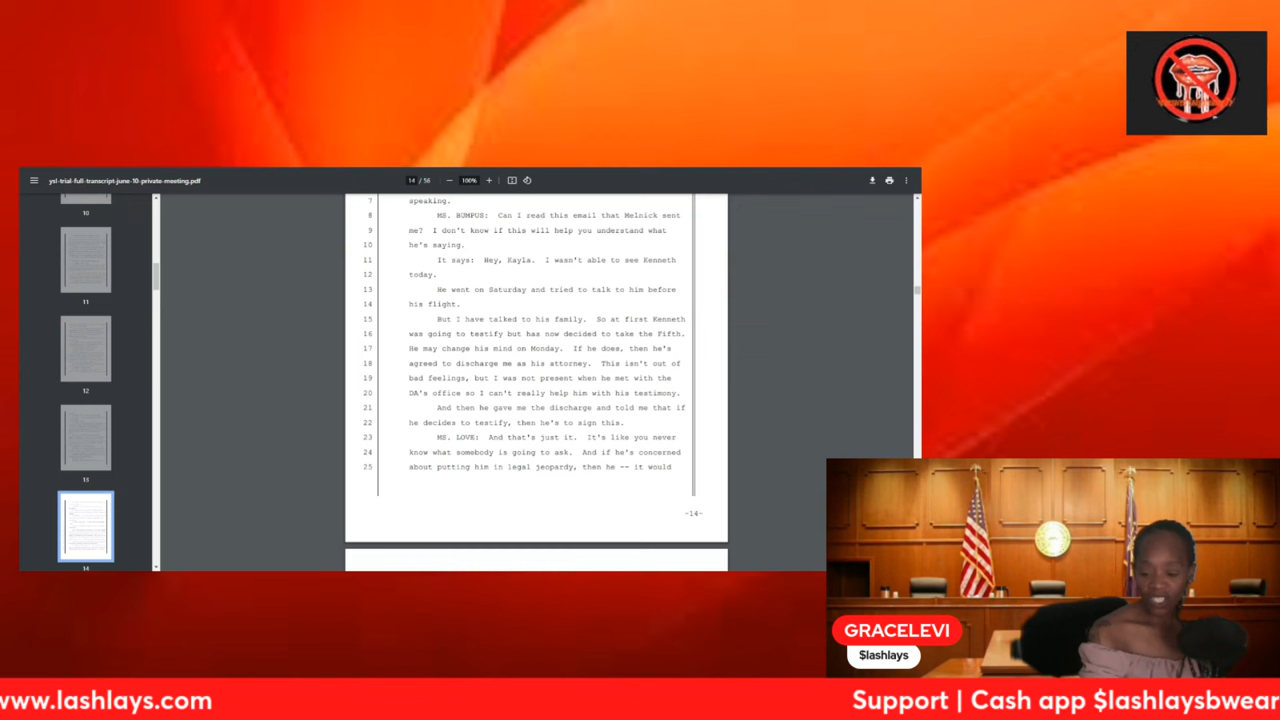 ysl-trial-full-transcript-june-10-private-meeting.pdf
14 / 56
100%
10
11
12
13
14
7 speaking.
8 MS. BUMPUS: Can I read this email that Melnick sent
9 me? I don't know if this will help you understand what
10 he's saying.
11 It says: Hey, Kayla. I wasn't able to see Kenneth
12 today.
13 He went on Saturday and tried to talk to him before
14 his flight.
15 But I have talked to his family. So at first Kenneth
16 was going to testify but has now decided to take the Fifth.
17 He may change his mind on Monday. If he does, then he's
18 agreed to discharge me as his attorney. This isn't out of
19 bad feelings, but I was not present when he met with the
20 DA's office so I can't really help him with his testimony.
21 And then he gave me the discharge and told me that if
22 he decides to testify, then he's to sign this.
23 MS. LOVE: And that's just it. It's like you never
24 know what somebody is going to ask. And if he's concerned
25 about putting him in legal jeopardy, then he -- it would
-14-
GRACELEVI
$lashlays
www.lashlays.com
Support | Cash app $lashlaysbwear